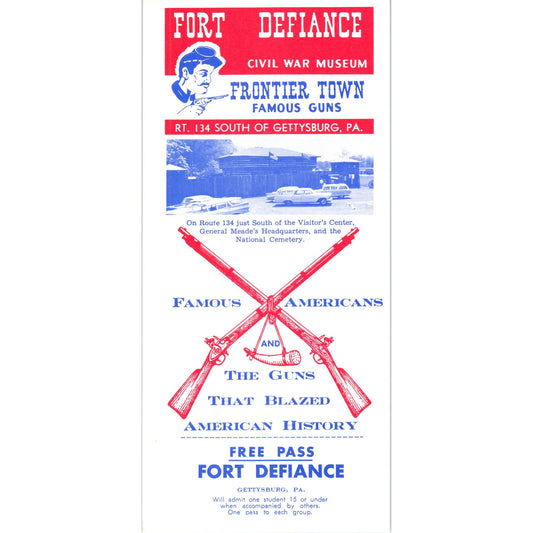 FORT DEFIANCE
CIVIL WAR MUSEUM
FRONTIER TOWN
FAMOUS GUNS
RT. 134 SOUTH OF GETTYSBURG, PA.
On Route 134 just South of the Visitor's Center,
General Meade's Headquarters, and the
National Cemetery.
FAMOUS AMERICANS
AND
THE GUNS
THAT BLAZED
AMERICAN HISTORY
FREE PASS
FORT DEFIANCE
GETTYSBURG, PA.
Will admit one student 15 or under
when accompanied by others.
One pass to each group.